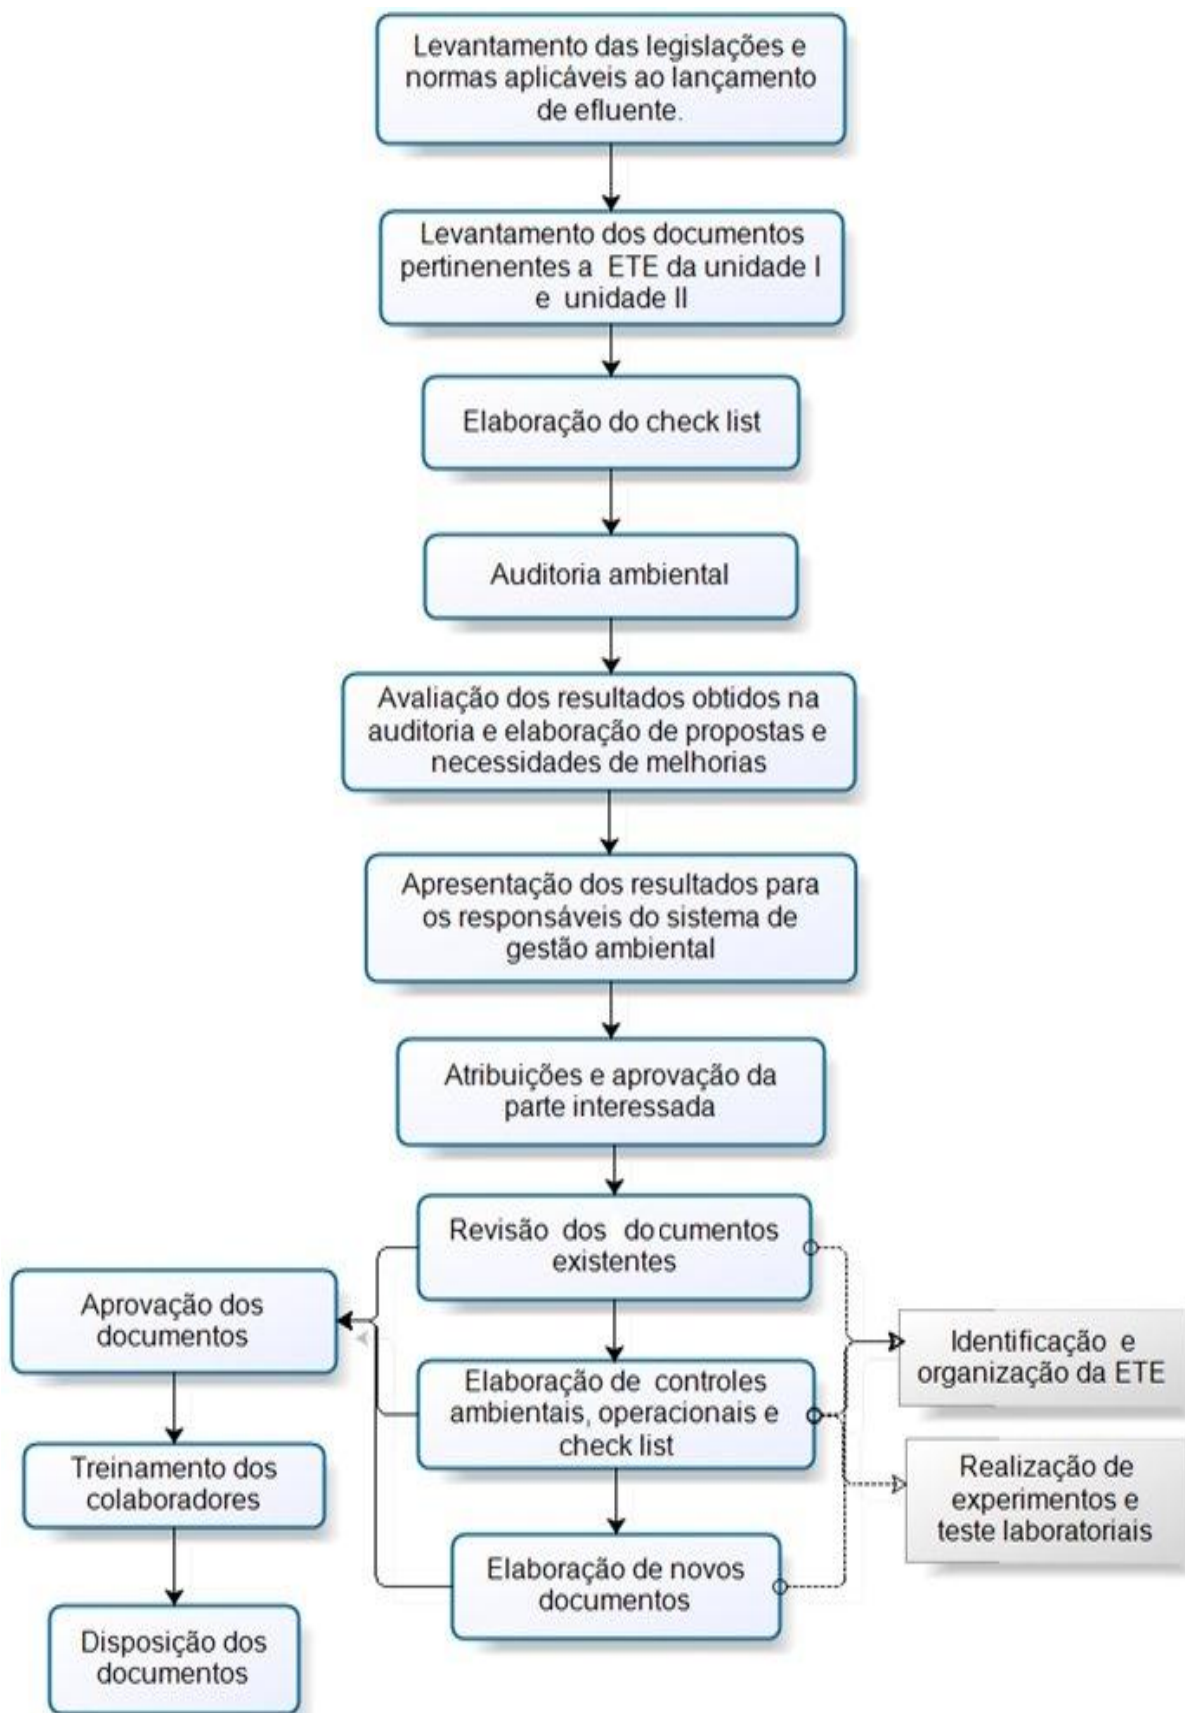 Levantamento das legislações e
normas aplicáveis ao lançamento
de efluente.
Levantamento dos documentos
pertinenentes a ETE da unidade I
e unidade II
Elaboração do check list
Auditoria ambiental
Avaliação dos resultados obtidos na
auditoria e elaboração de propostas e
necessidades de melhorias
Apresentação dos resultados para
os responsáveis do sistema de
gestão ambiental
Atribuições e aprovação da
parte interessada
Revisão dos documentos
existentes
Elaboração de controles
ambientais, operacionais e
check list
Elaboração de novos
documentos
Aprovação dos
documentos
Treinamento dos
colaboradores
Disposição dos
documentos
Identificação e
organização da ETE
Realização de
experimentos e
teste laboratoriais